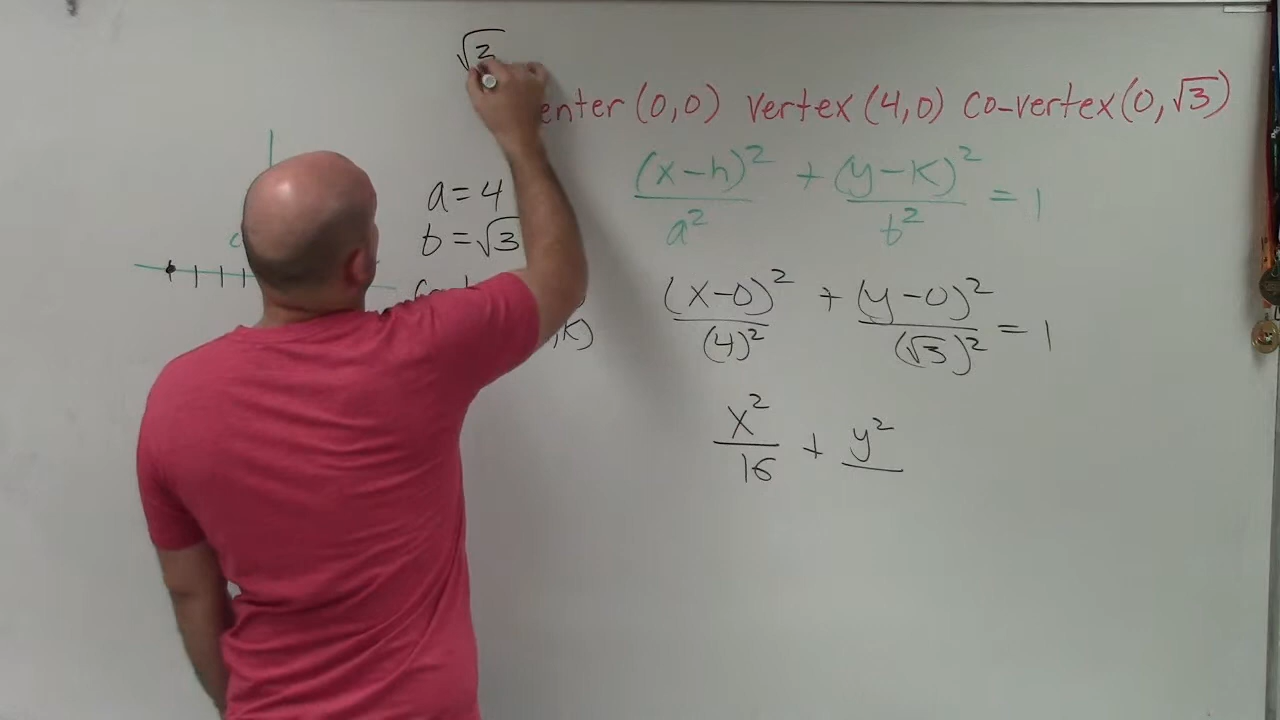 √2
enter (0,0) vertex (4,0) co-vertex (0,√3)
(x-h)²/a² + (y-k)²/b² = 1
a = 4
b = √3
(x-0)²/(4)² + (y-0)²/(√3)² = 1
k)
x²/16 + y²